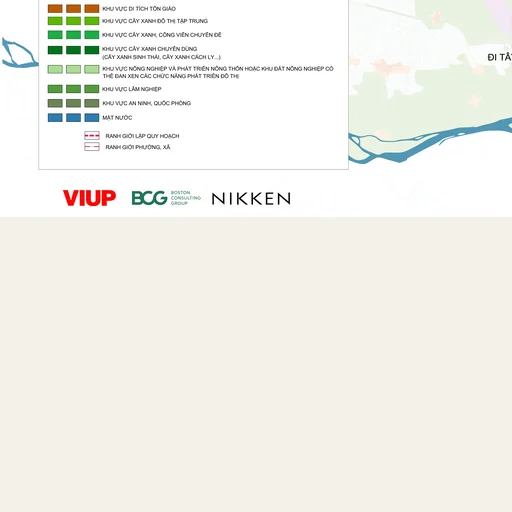 KHU VỰC DI TÍCH TÔN GIÁO
KHU VỰC CÂY XANH ĐÔ THỊ TẬP TRUNG
KHU VỰC CÂY XANH, CÔNG VIÊN CHUYÊN ĐỀ
KHU VỰC CÂY XANH CHUYÊN DỤNG
(CÂY XANH SINH THÁI, CÂY XANH CÁCH LY...)
KHU VỰC NÔNG NGHIỆP VÀ PHÁT TRIỂN NÔNG THÔN HOẶC KHU ĐẤT NÔNG NGHIỆP CÓ
THỂ ĐAN XEN CÁC CHỨC NĂNG PHÁT TRIỂN ĐÔ THỊ
KHU VỰC LÂM NGHIỆP
KHU VỰC AN NINH, QUỐC PHÒNG
MẶT NƯỚC
RANH GIỚI LẬP QUY HOẠCH
RANH GIỚI PHƯỜNG, XÃ
ĐI TÂ
VIUP
BCG
BOSTON
CONSULTING
GROUP
NIKKEN